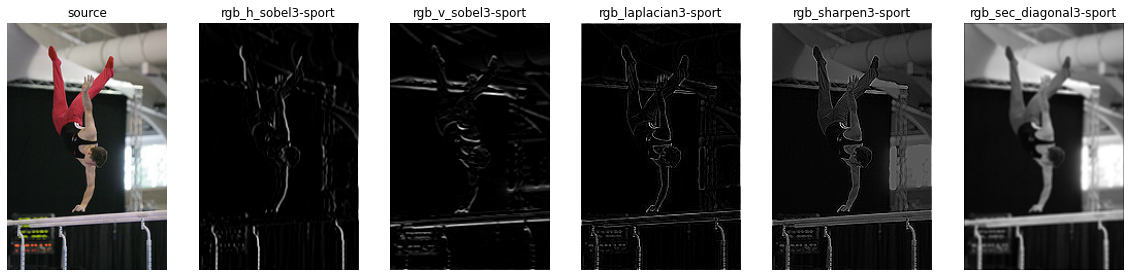 source
rgb_h_sobel3-sport
rgb_v_sobel3-sport
rgb_laplacian3-sport
rgb_sharpen3-sport
rgb_sec_diagonal3-sport